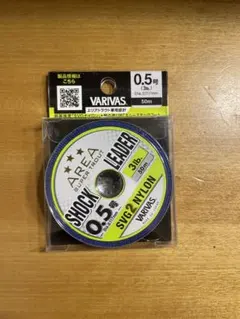 製品情報は
こちら
VARIVAS
エリアトラウト専用設計
0.5号
(3lb.)
50m
AREA
SUPER TROUT
SHOCK
LEADER
0.5号
3lb.
50m
SVG2 NYLON
VARIVAS